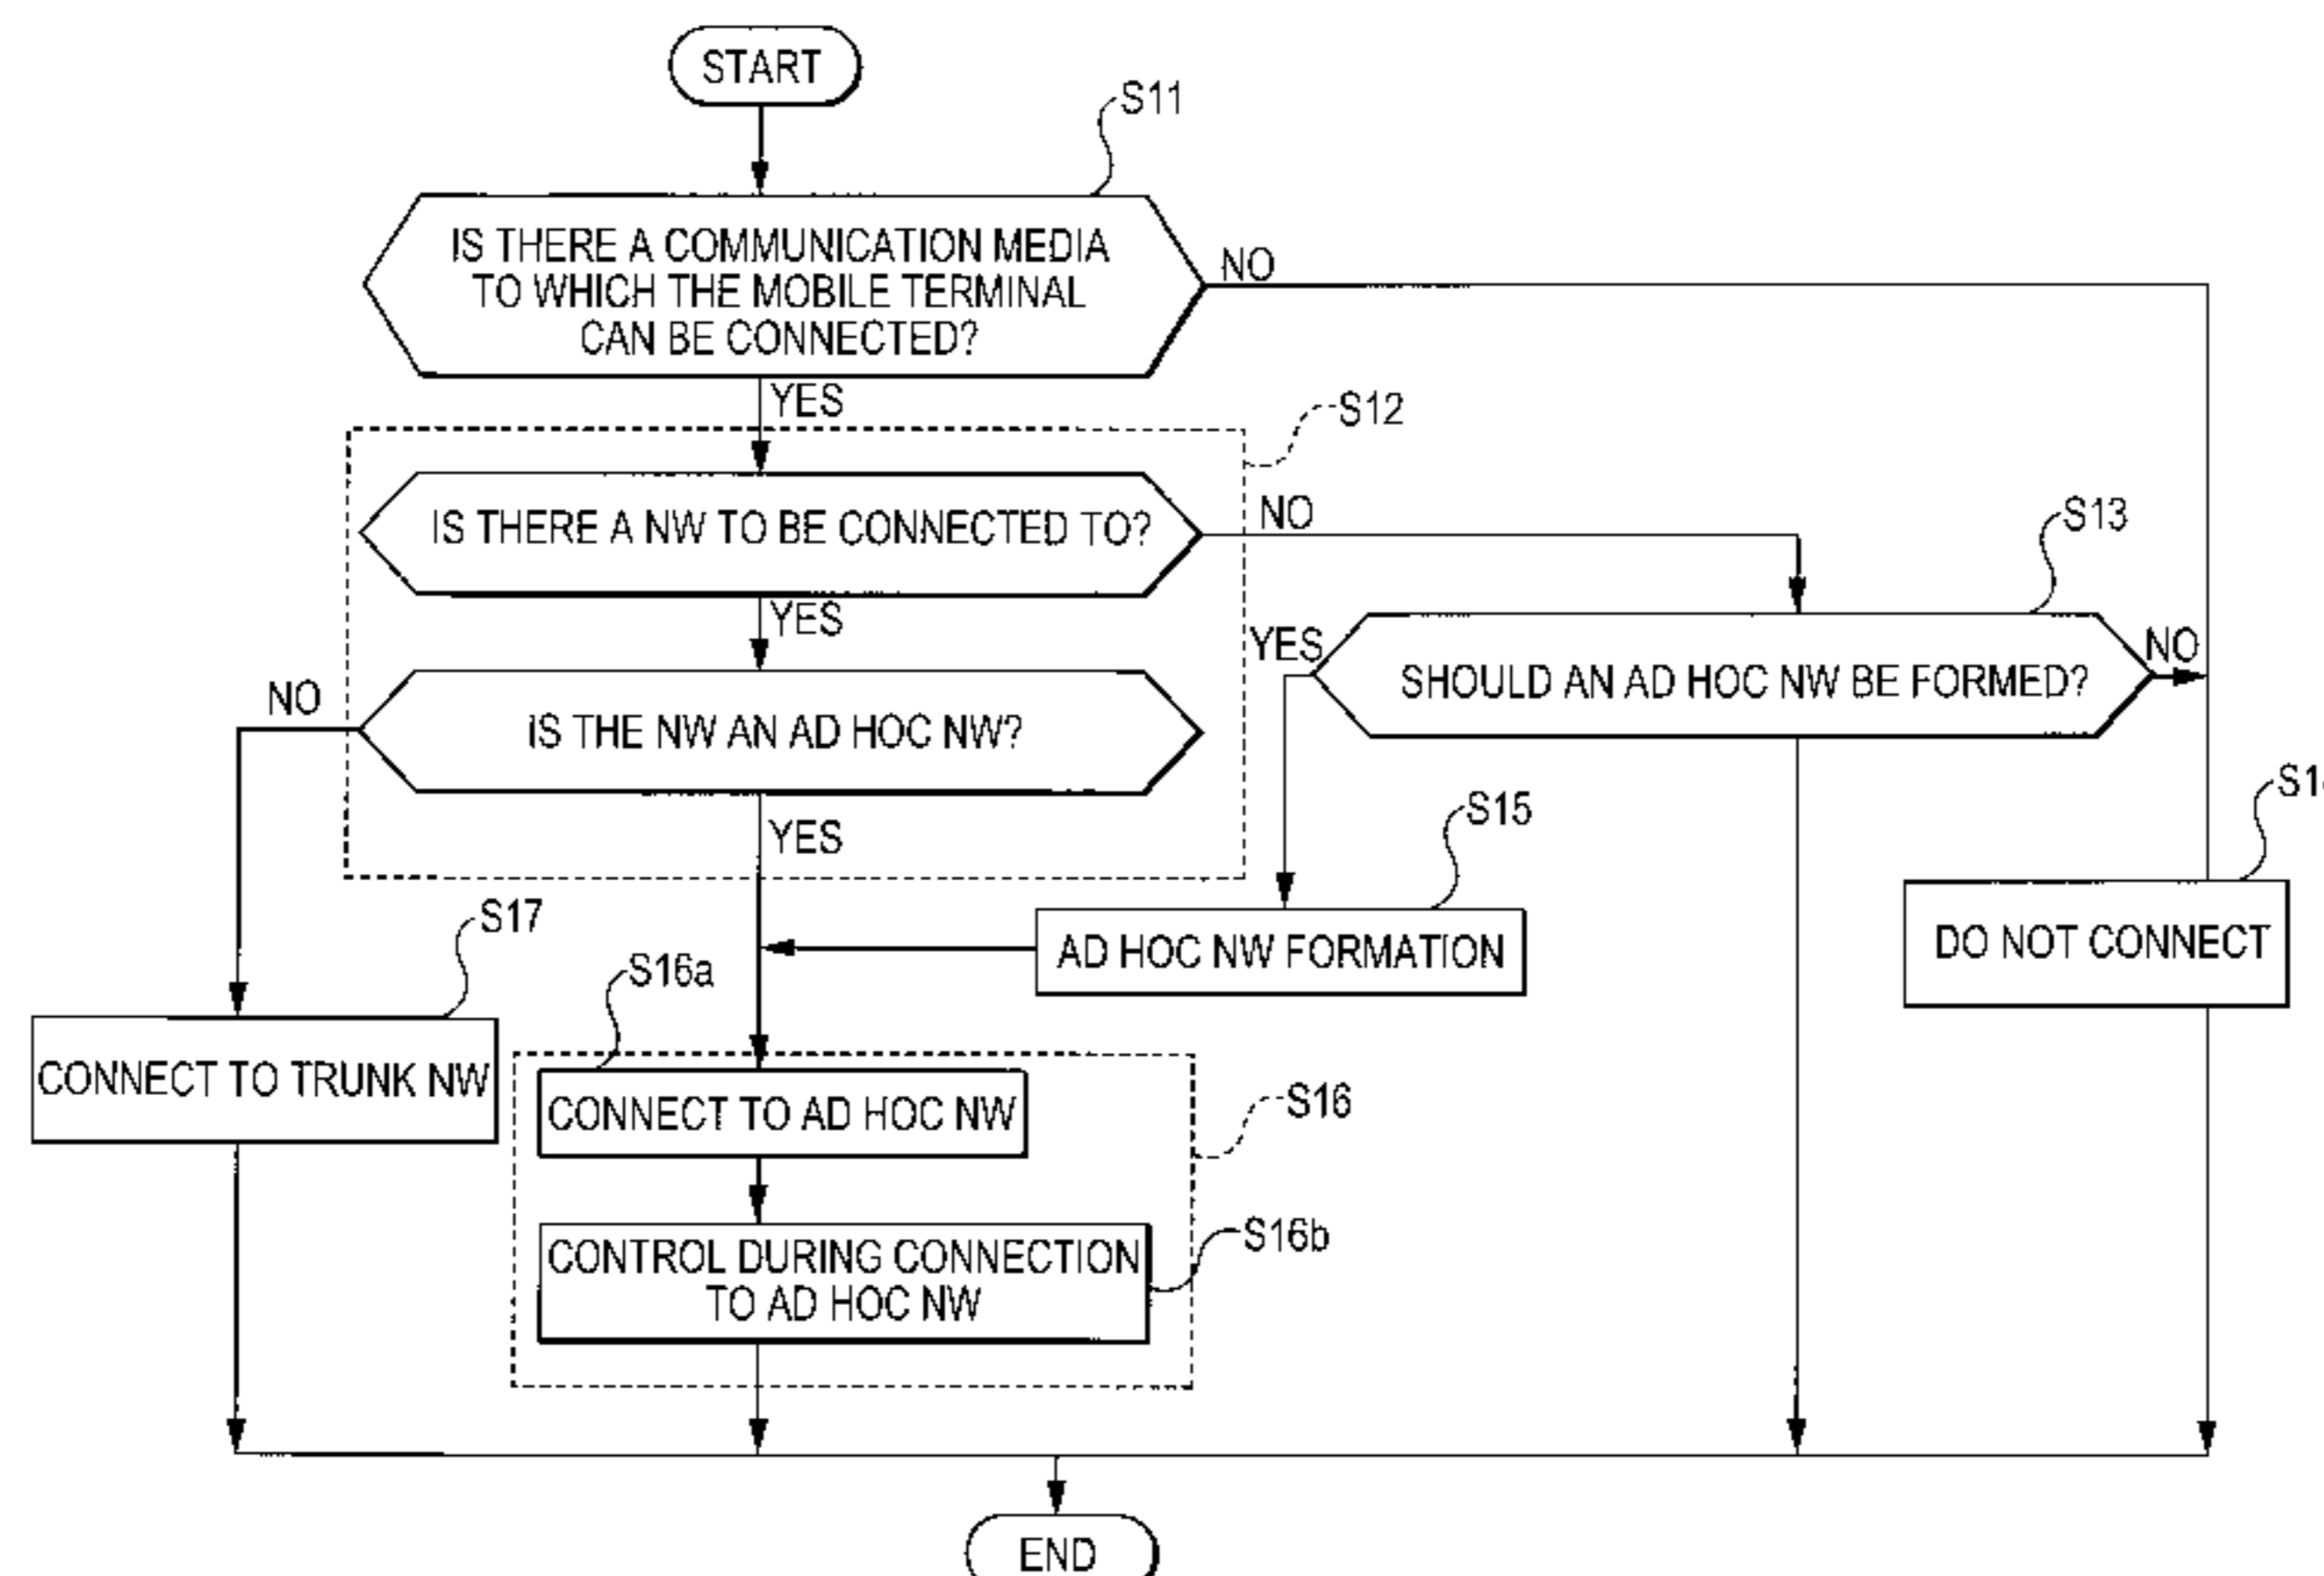 START
S11
IS THERE A COMMUNICATION MEDIA
TO WHICH THE MOBILE TERMINAL
CAN BE CONNECTED?
NO
YES
S12
IS THERE A NW TO BE CONNECTED TO?
NO
S13
YES
YES
SHOULD AN AD HOC NW BE FORMED?
NO
NO
IS THE NW AN AD HOC NW?
YES
S15
S17
AD HOC NW FORMATION
DO NOT CONNECT
S16a
CONNECT TO TRUNK NW
CONNECT TO AD HOC NW
S16
S16b
CONTROL DURING CONNECTION
TO AD HOC NW
END